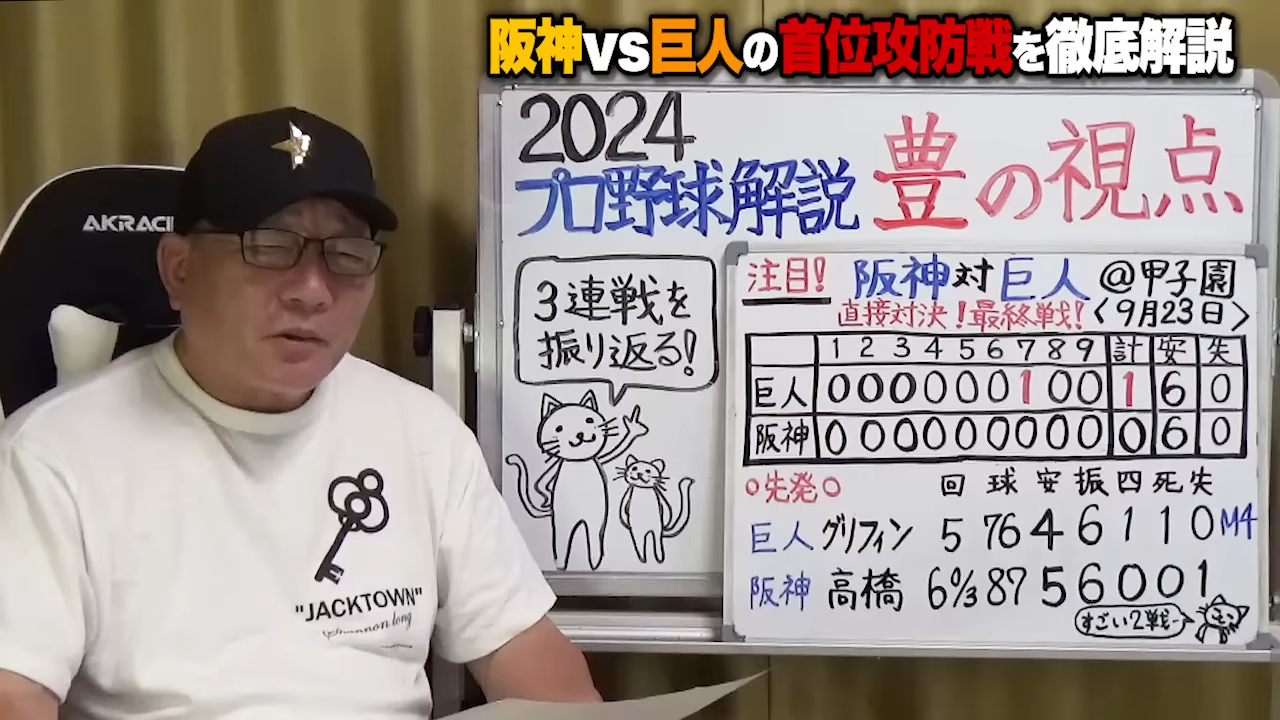 阪神vs巨人の首位攻防戦を徹底解説
2024
プロ野球解説 豊の視点
3連戦を
振り返る!
注目! 阪神対巨人 @甲子園
直接対決!最終戦! <9月23日>
1 2 3 4 5 6 7 8 9 計 安 失
巨人 0 0 0 0 0 0 1 0 0 1 6 0
阪神 0 0 0 0 0 0 0 0 0 0 6 0
○先発○ 回 球 安 振 四 死 失
巨人 グリフィン 5 76 4 6 1 1 0 M4
阪神 高橋 6 0/3 87 5 6 0 0 1
すごい2戦…
AKRACI
"JACKTOWN"